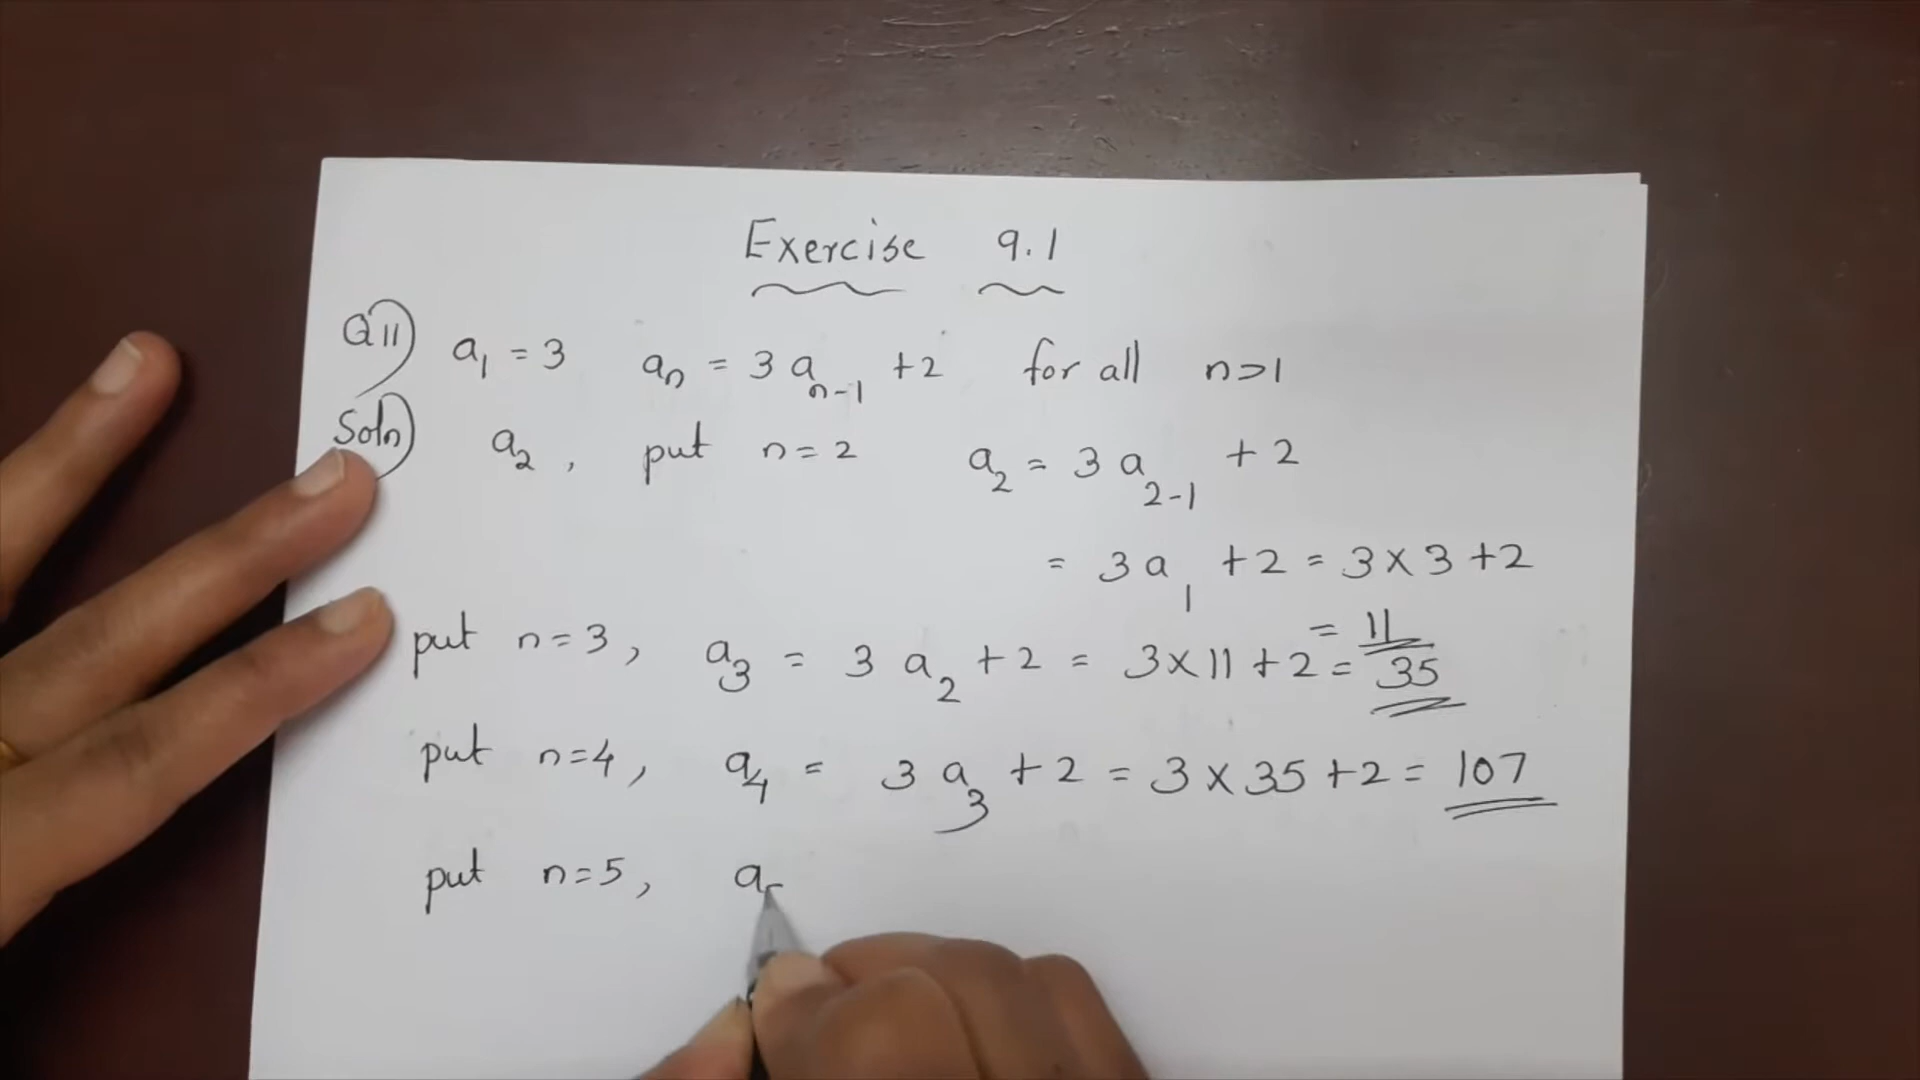 Exercise 9.1
Q11) a₁ = 3 aₙ = 3 aₙ₋₁ + 2 for all n>1
Soln) a₂, put n = 2 a₂ = 3 a₂₋₁ + 2
= 3 a₁ + 2 = 3 × 3 + 2
= 11
put n = 3, a₃ = 3 a₂ + 2 = 3×11 + 2 = 35
put n=4, a₄ = 3 a₃ + 2 = 3 × 35 + 2 = 107
put n=5, a